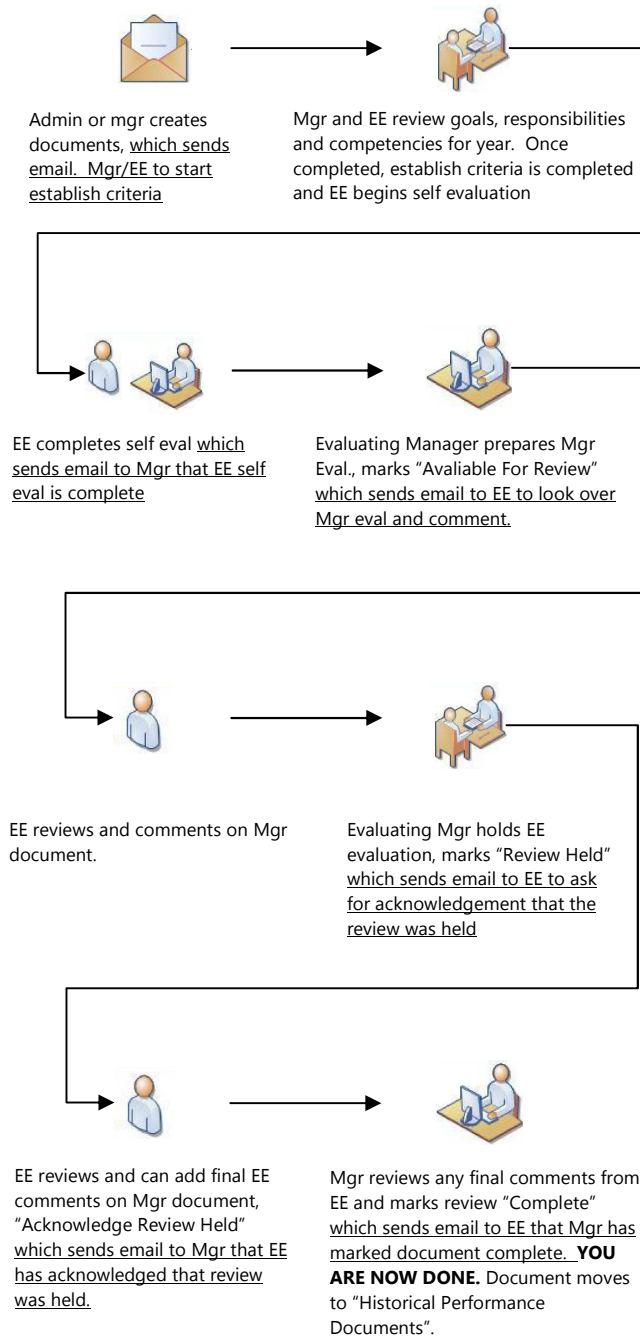 Admin or mgr creates
documents, which sends
email.  Mgr/EE to start
establish criteria
Mgr and EE review goals, responsibilities
and competencies for year.  Once
completed, establish criteria is completed
and EE begins self evaluation
EE completes self eval which
sends email to Mgr that EE self
eval is complete
Evaluating Manager prepares Mgr
Eval., marks “Avaliable For Review”
which sends email to EE to look over
Mgr eval and comment.
EE reviews and comments on Mgr
document.
Evaluating Mgr holds EE
evaluation, marks “Review Held”
which sends email to EE to ask
for acknowledgement that the
review was held
EE reviews and can add final EE
comments on Mgr document,
“Acknowledge Review Held”
which sends email to Mgr that EE
has acknowledged that review
was held.
Mgr reviews any final comments from
EE and marks review “Complete”
which sends email to EE that Mgr has
marked document complete.  YOU
ARE NOW DONE. Document moves
to “Historical Performance
Documents”.